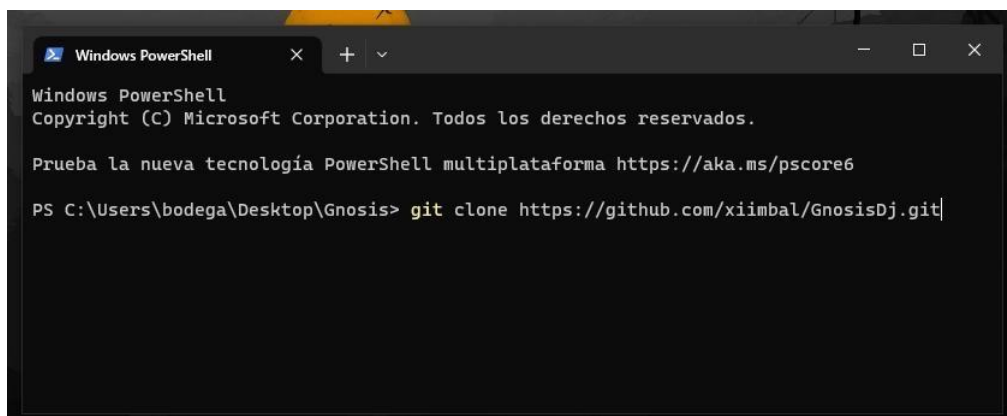 Windows PowerShell
Windows PowerShell
Copyright (C) Microsoft Corporation. Todos los derechos reservados.
Prueba la nueva tecnología PowerShell multiplataforma https://aka.ms/pscore6
PS C:\Users\bodega\Desktop\Gnosis> git clone https://github.com/xiimbal/GnosisDj.git